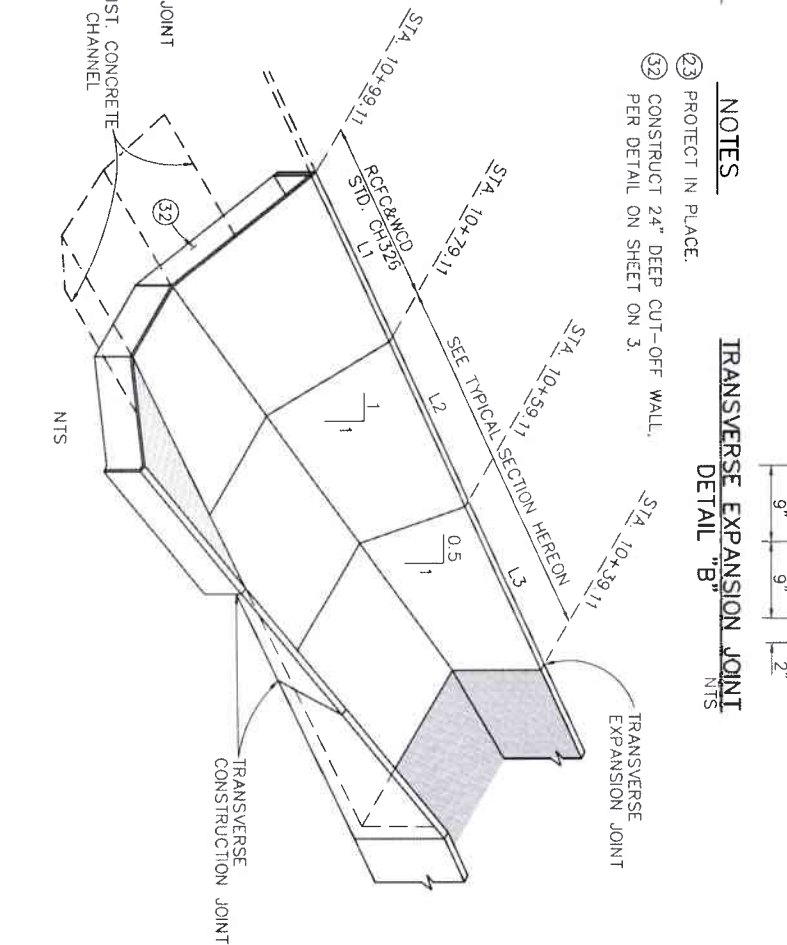 NOTES
(23) PROTECT IN PLACE.
(32) CONSTRUCT 24" DEEP CUT-OFF WALL,
PER DETAIL ON SHEET ON 3.
9"
9"
2"
TRANSVERSE EXPANSION JOINT
DETAIL "B"
NTS
STA. 10+99.11
STA. 10+79.11
STA. 10+59.11
STA. 10+39.11
RCFC&WCD
STD. CH326
SEE TYPICAL SECTION HEREON
L1
L2
L3
1
1
0.5
1
TRANSVERSE
EXPANSION JOINT
JOINT
IST. CONCRETE
CHANNEL
(32)
NTS
TRANSVERSE
CONSTRUCTION JOINT